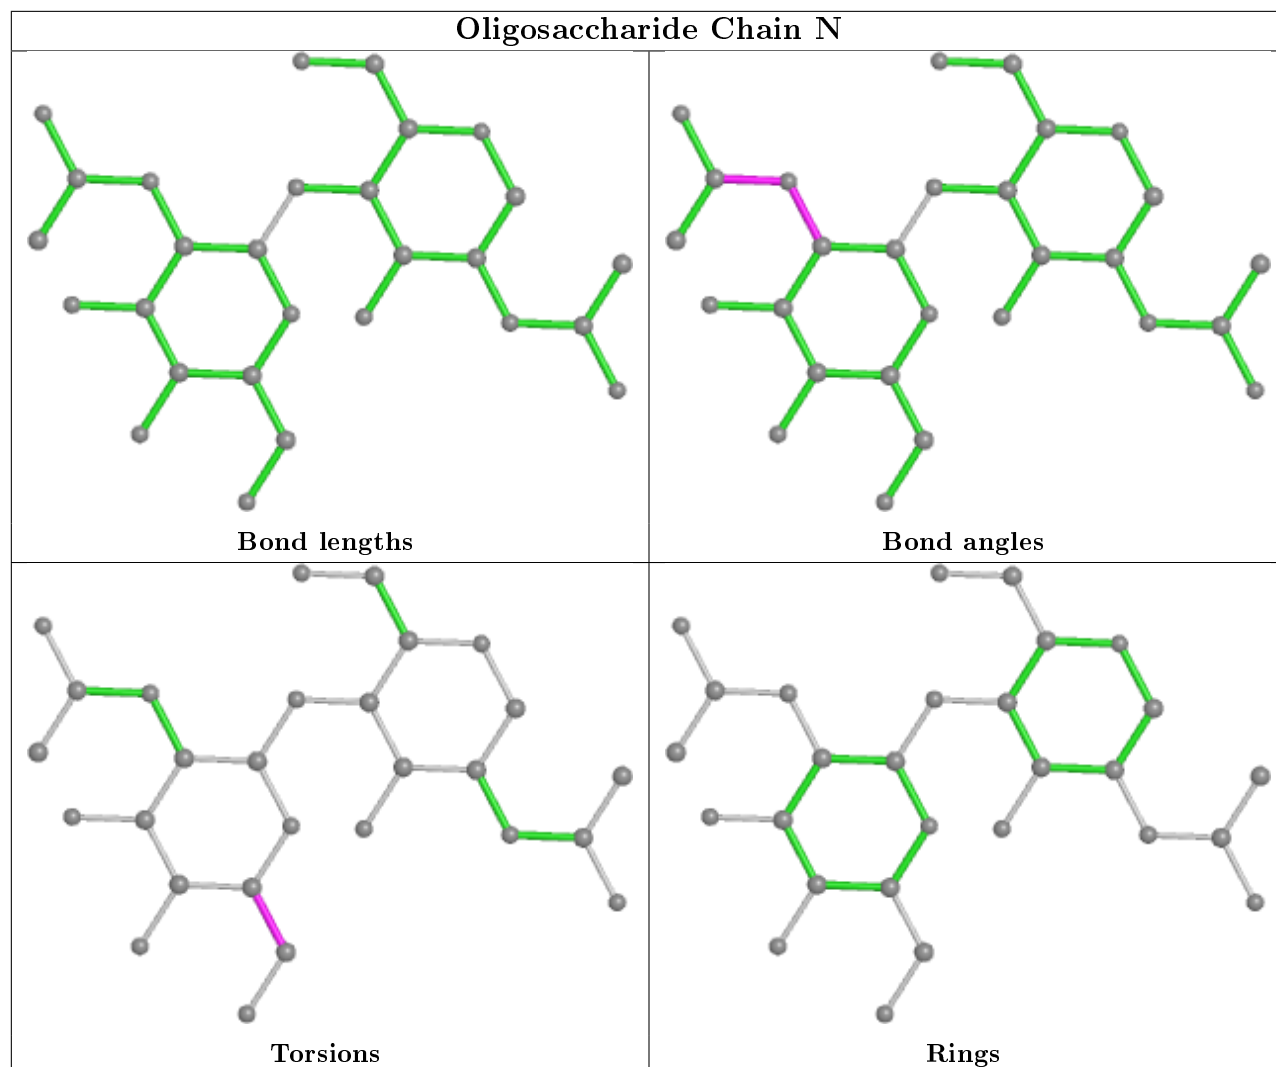 Oligosaccharide Chain N
Bond lengths
Bond angles
Torsions
Rings